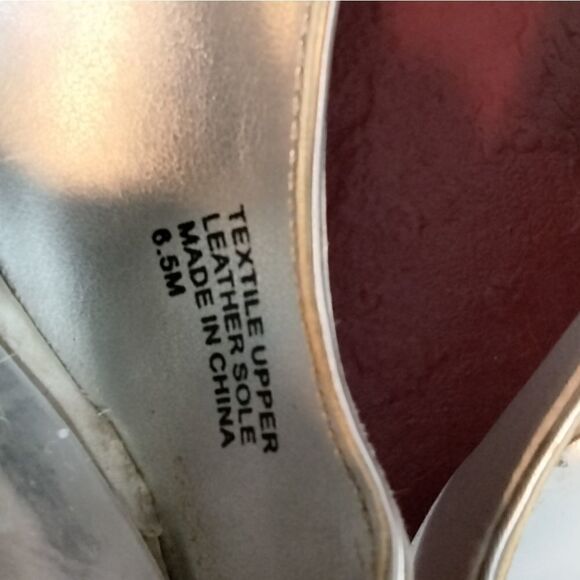 TEXTILE UPPER
LEATHER SOLE
MADE IN CHINA
6.5M